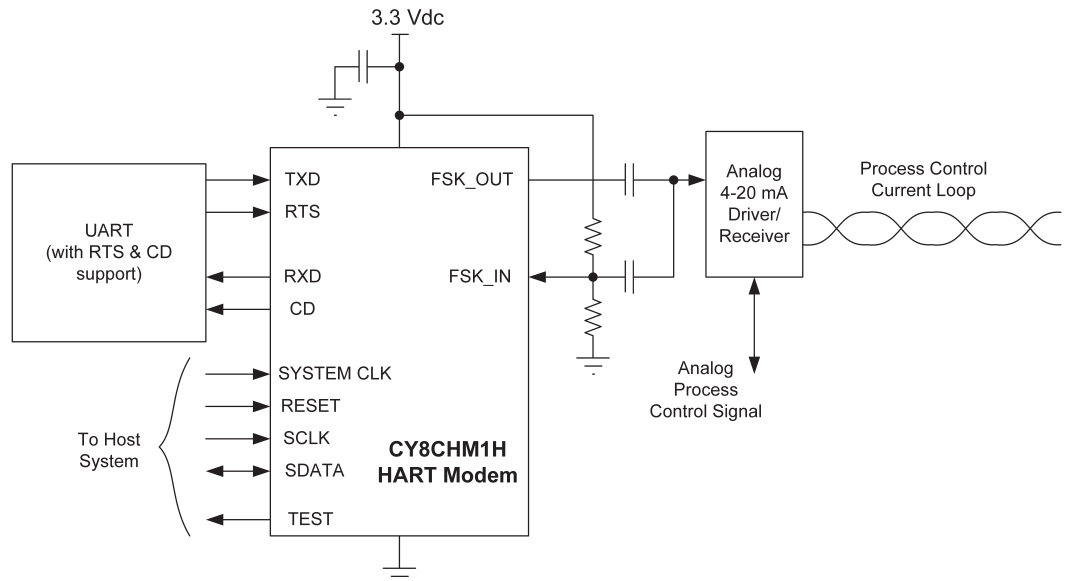 3.3 Vdc
UART
(with RTS & CD
support)
TXD
RTS
RXD
CD
SYSTEM CLK
RESET
SCLK
SDATA
TEST
To Host
System
FSK_OUT
FSK_IN
CY8CHM1H
HART Modem
Analog
4-20 mA
Driver/
Receiver
Process Control
Current Loop
Analog
Process
Control Signal